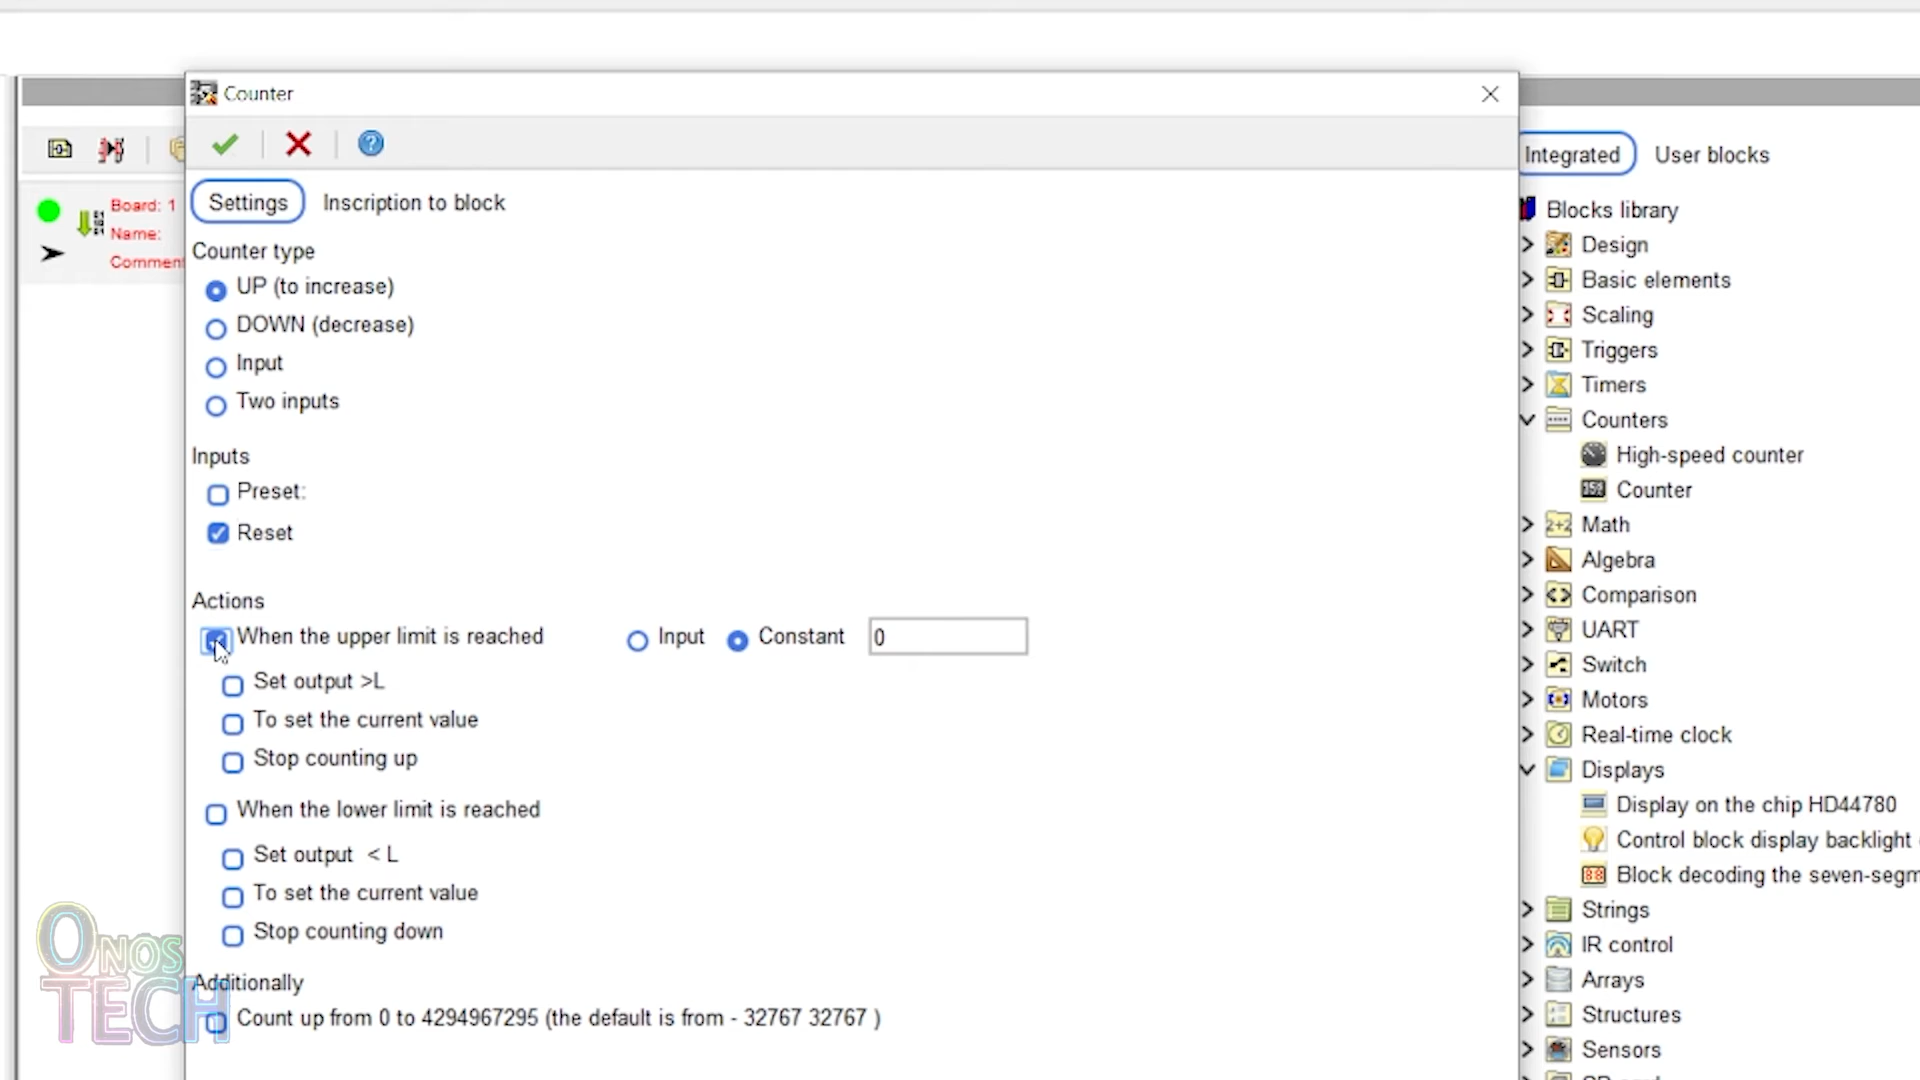 Counter
Settings
Inscription to block
Counter type
UP (to increase)
DOWN (decrease)
Input
Two inputs
Inputs
Preset:
Reset
Actions
When the upper limit is reached
Input
Constant
0
Set output >L
To set the current value
Stop counting up
When the lower limit is reached
Set output < L
To set the current value
Stop counting down
Additionally
Count up from 0 to 4294967295 (the default is from - 32767 32767 )
Board: 1
Name:
Comment
Integrated
User blocks
Blocks library
Design
Basic elements
Scaling
Triggers
Timers
Counters
High-speed counter
Counter
Math
Algebra
Comparison
UART
Switch
Motors
Real-time clock
Displays
Display on the chip HD44780
Control block display backlight
Block decoding the seven-segm
Strings
IR control
Arrays
Structures
Sensors
ONOS
TECH